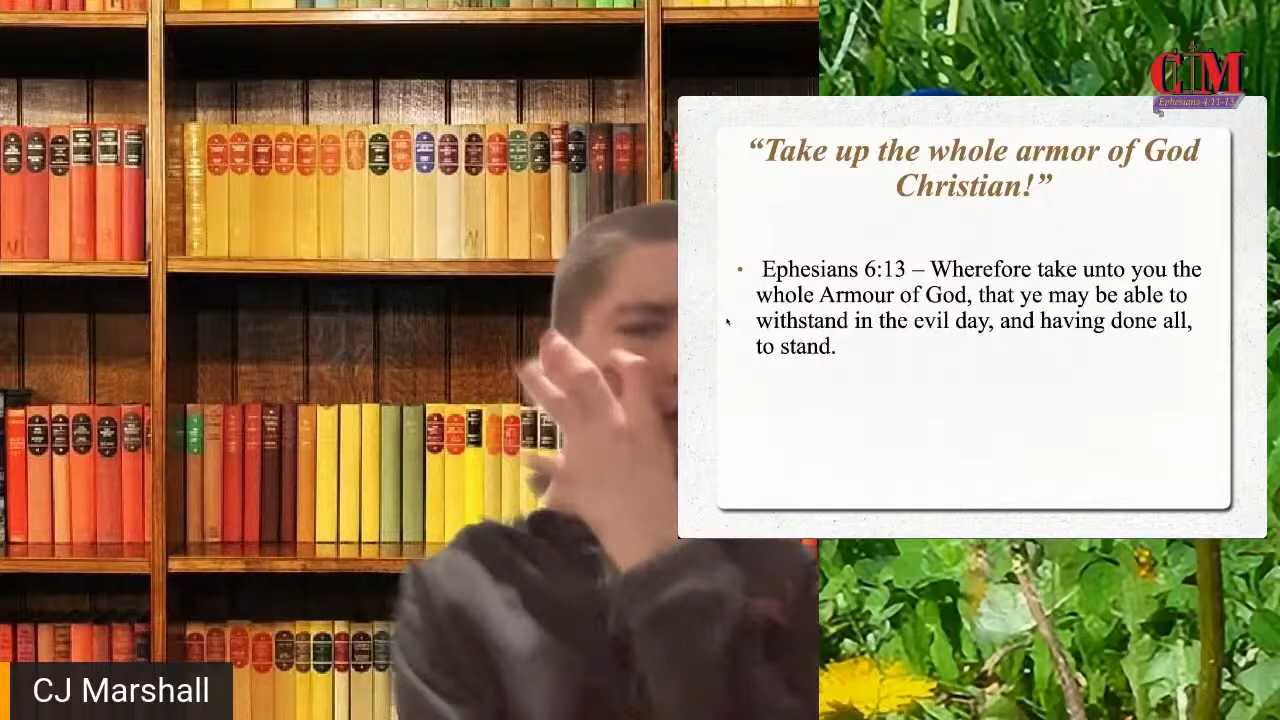 CIM
Ephesians 4:11-13
“Take up the whole armor of God
Christian!”
• Ephesians 6:13 – Wherefore take unto you the
whole Armour of God, that ye may be able to
withstand in the evil day, and having done all,
to stand.
CJ Marshall